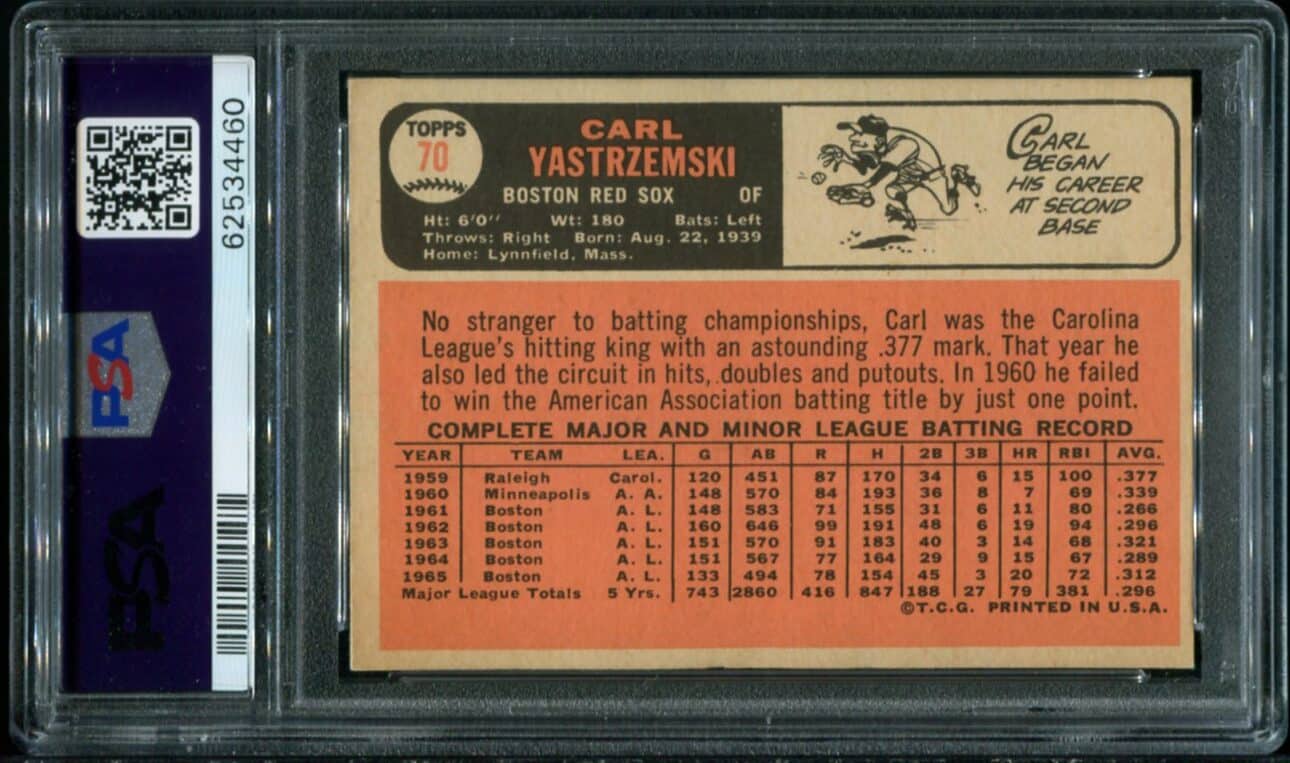 62534460
PSA
PSA
TOPPS
70
CARL
YASTRZEMSKI
BOSTON RED SOX OF
Ht: 6'0'' Wt: 180 Bats: Left
Throws: Right Born: Aug. 22, 1939
Home: Lynnfield, Mass.
CARL
BEGAN
HIS CAREER
AT SECOND
BASE
No stranger to batting championships, Carl was the Carolina
League's hitting king with an astounding .377 mark. That year he
also led the circuit in hits, doubles and putouts. In 1960 he failed
to win the American Association batting title by just one point.
COMPLETE MAJOR AND MINOR LEAGUE BATTING RECORD
YEAR TEAM LEA. G AB R H 2B 3B HR RBI AVG.
1959 Raleigh Carol. 120 451 87 170 34 6 15 100 .377
1960 Minneapolis A. A. 148 570 84 193 36 8 7 69 .339
1961 Boston A. L. 148 583 71 155 31 6 11 80 .266
1962 Boston A. L. 160 646 99 191 48 6 19 94 .296
1963 Boston A. L. 151 570 91 183 40 3 14 68 .321
1964 Boston A. L. 151 567 77 164 29 9 15 67 .289
1965 Boston A. L. 133 494 78 154 45 3 20 72 .312
Major League Totals 5 Yrs. 743 2860 416 847 188 27 79 381 .296
©T.C.G. PRINTED IN U.S.A.